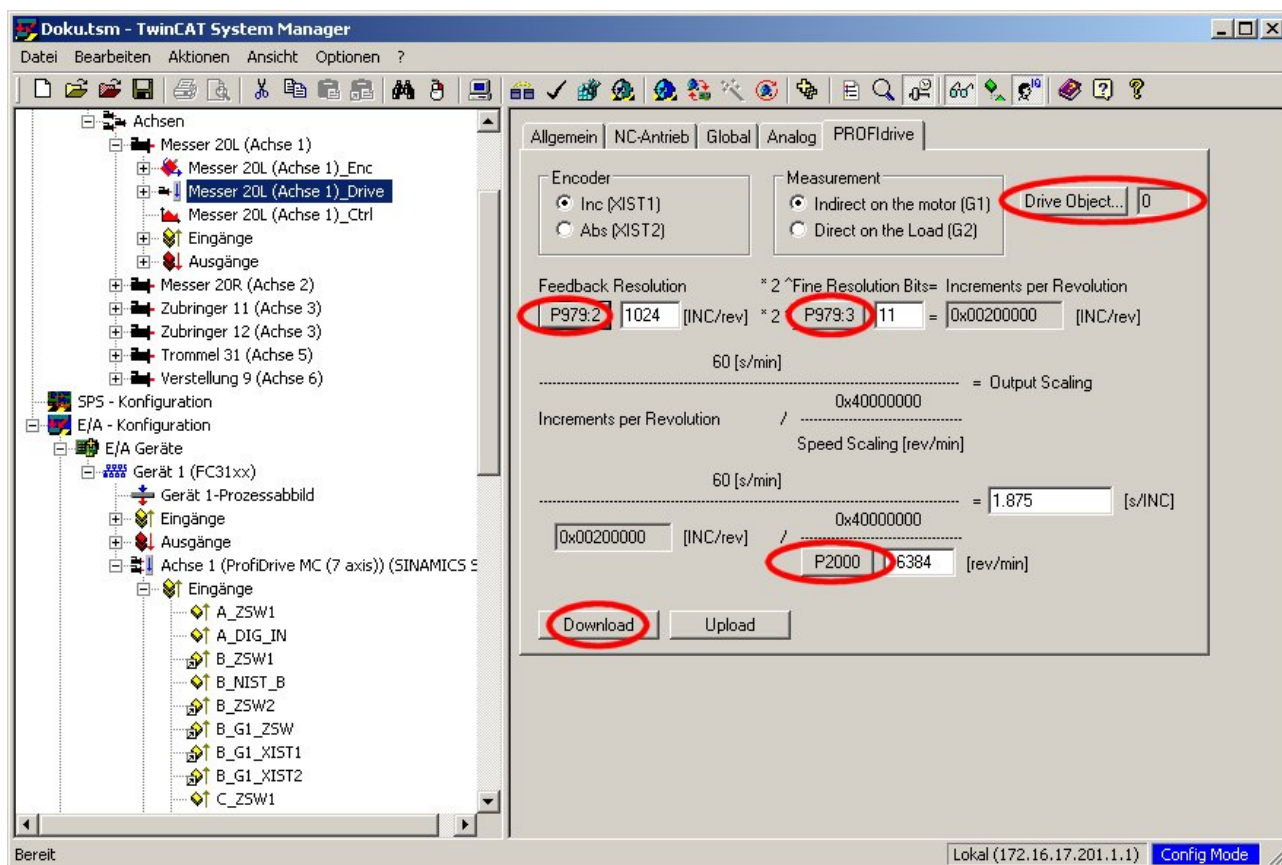 Doku.tsm - TwinCAT System Manager
Datei Bearbeiten Aktionen Ansicht Optionen ?
Achsen
Messer 20L (Achse 1)
Messer 20L (Achse 1)_Enc
Messer 20L (Achse 1)_Drive
Messer 20L (Achse 1)_Ctrl
Eingänge
Ausgänge
Messer 20R (Achse 2)
Zubringer 11 (Achse 3)
Zubringer 12 (Achse 3)
Trommel 31 (Achse 5)
Verstellung 9 (Achse 6)
SPS - Konfiguration
E/A - Konfiguration
E/A Geräte
Gerät 1 (FC31xx)
Gerät 1-Prozessabbild
Eingänge
Ausgänge
Achse 1 (ProfiDrive MC (7 axis)) (SINAMICS S
Eingänge
A_ZSW1
A_DIG_IN
B_ZSW1
B_NIST_B
B_ZSW2
B_G1_ZSW
B_G1_XIST1
B_G1_XIST2
C_ZSW1
Allgemein NC-Antrieb Global Analog PROFIdrive
Encoder
Inc (XIST1)
Abs (XIST2)
Measurement
Indirect on the motor (G1)
Direct on the Load (G2)
Drive Object... 0
Feedback Resolution * 2 ^Fine Resolution Bits= Increments per Revolution
P979:2 1024 [INC/rev] * 2 ^ P979:3 11 = 0x00200000 [INC/rev]
60 [s/min]
---------- = Output Scaling
0x40000000
Increments per Revolution / ----------
Speed Scaling [rev/min]
60 [s/min]
---------- = 1.875 [s/INC]
0x40000000
0x00200000 [INC/rev] / ----------
P2000 6384 [rev/min]
Download Upload
Bereit Lokal (172.16.17.201.1.1) Config Mode